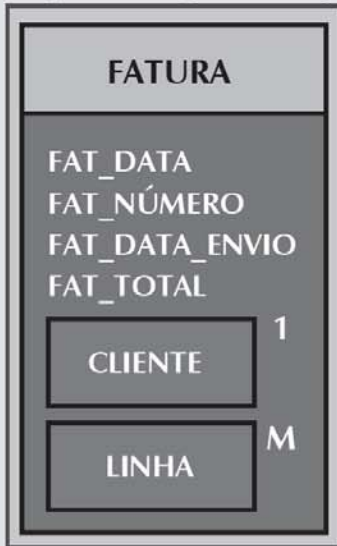 FATURA
FAT_DATA
FAT_NÚMERO
FAT_DATA_ENVIO
FAT_TOTAL
1
CLIENTE
M
LINHA